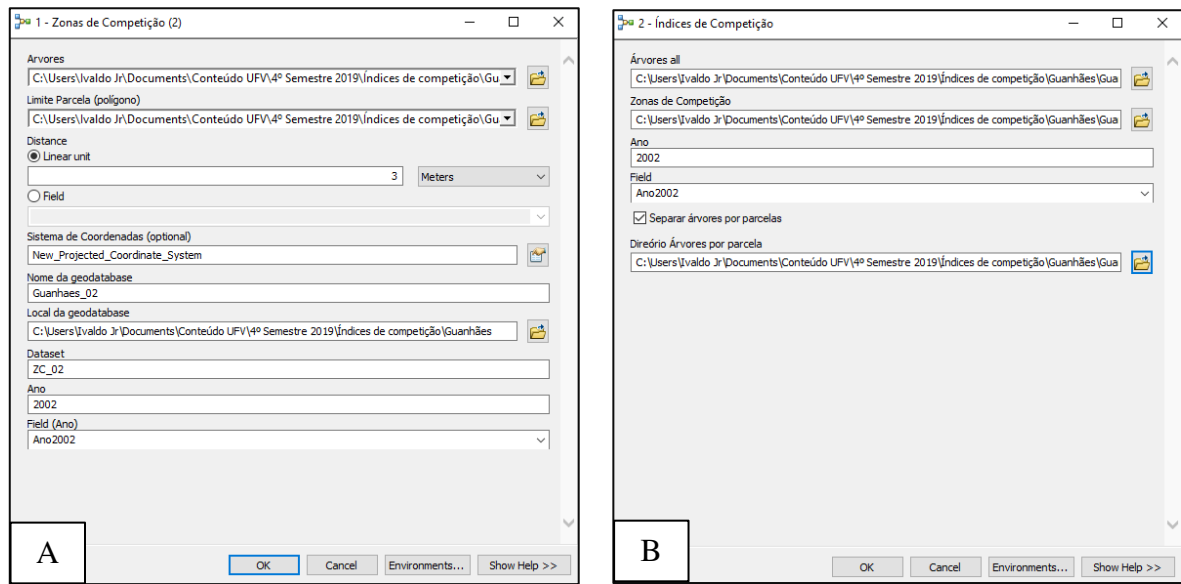 1 - Zonas de Competição (2)
Arvores
C:\Users\Ivaldo Jr\Documents\Conteúdo UFV\4º Semestre 2019\Índices de competição\Gu
Limite Parcela (polígono)
C:\Users\Ivaldo Jr\Documents\Conteúdo UFV\4º Semestre 2019\Índices de competição\Gu
Distance
Linear unit
3 Meters
Field
Sistema de Coordenadas (optional)
New_Projected_Coordinate_System
Nome da geodatabase
Guanhaes_02
Local da geodatabase
C:\Users\Ivaldo Jr\Documents\Conteúdo UFV\4º Semestre 2019\Índices de competição\Guanhães
Dataset
ZC_02
Ano
2002
Field (Ano)
Ano2002
A
OK Cancel Environments... Show Help >>
2 - Índices de Competição
Árvores all
C:\Users\Ivaldo Jr\Documents\Conteúdo UFV\4º Semestre 2019\Índices de competição\Guanhães\Gua
Zonas de Competição
C:\Users\Ivaldo Jr\Documents\Conteúdo UFV\4º Semestre 2019\Índices de competição\Guanhães\Gua
Ano
2002
Field
Ano2002
Separar árvores por parcelas
Direório Árvores por parcela
C:\Users\Ivaldo Jr\Documents\Conteúdo UFV\4º Semestre 2019\Índices de competição\Guanhães\Gua
B
OK Cancel Environments... Show Help >>